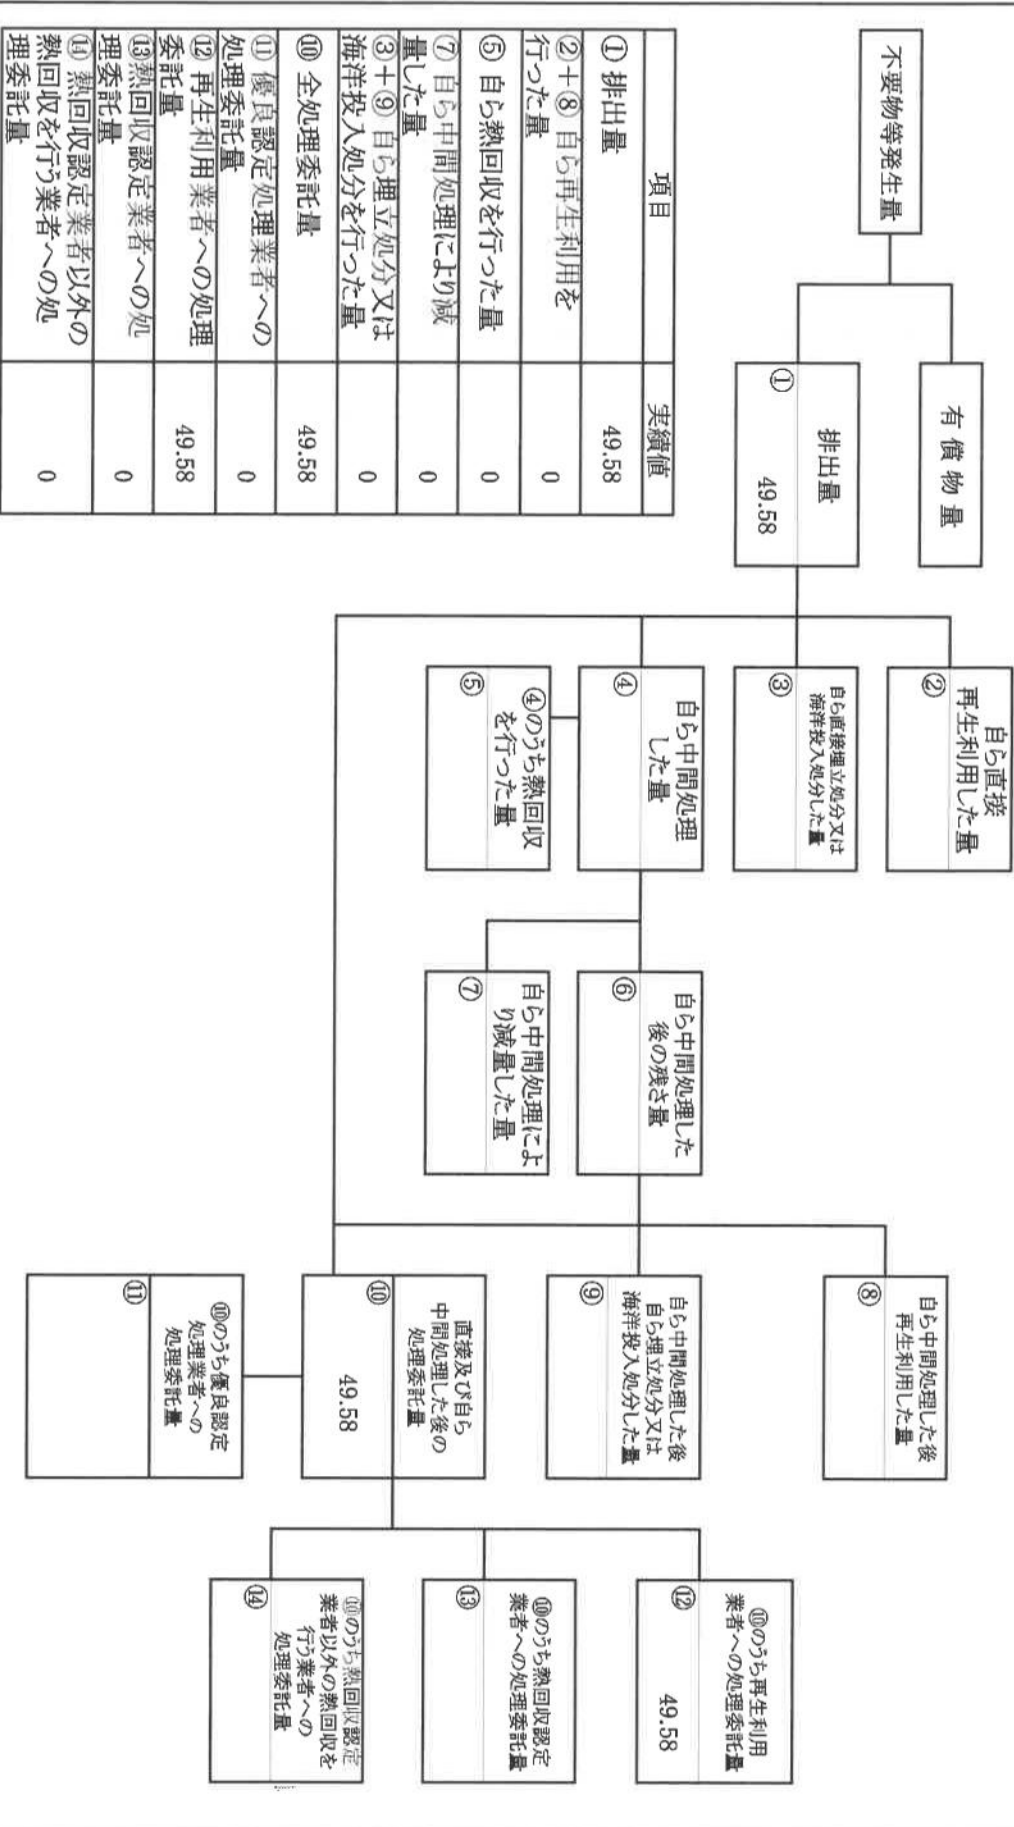 不要物等発生量
有償物量
排出量
①
49.58
自ら直接
再生利用した量
②
自ら直接埋立処分又は
海洋投入処分した量
③
自ら中間処理
した量
④
④のうち熱回収
を行った量
⑤
自ら中間処理した
後の残さ量
⑥
自ら中間処理によ
り減量した量
⑦
自ら中間処理した後
再生利用した量
⑧
自ら中間処理した後
自ら埋立処分又は
海洋投入処分した量
⑨
直接及び自ら
中間処理した後の
処理委託量
⑩
49.58
⑩のうち優良認定
処理業者への
処理委託量
⑪
⑩のうち再生利用
業者への処理委託量
⑫
49.58
⑩のうち熱回収認定
業者への処理委託量
⑬
⑩のうち熱回収認定
業者以外の熱回収を
行う業者への
処理委託量
⑭
項目 実績値
① 排出量 49.58
②+⑧ 自ら再生利用を
行った量 0
⑤ 自ら熱回収を行った量 0
⑦ 自ら中間処理により減
量した量 0
③+⑨ 自ら埋立処分又は
海洋投入処分を行った量 0
⑩ 全処理委託量 49.58
⑪ 優良認定処理業者への
処理委託量 0
⑫ 再生利用業者への処理
委託量 49.58
⑬熱回収認定業者への処
理委託量 0
⑭ 熱回収認定業者以外の
熱回収を行う業者への処
理委託量 0